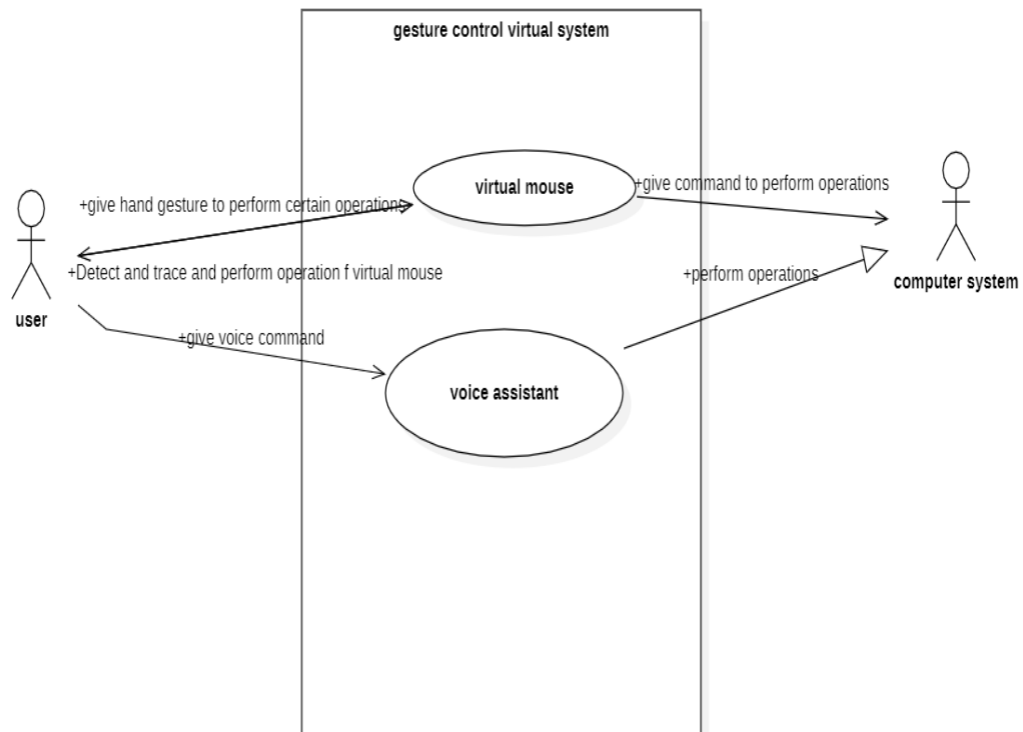 gesture control virtual system
virtual mouse
+give command to perform operations
+give hand gesture to perform certain operations
+Detect and trace and perform operation f virtual mouse
+perform operations
computer system
user
+give voice command
voice assistant